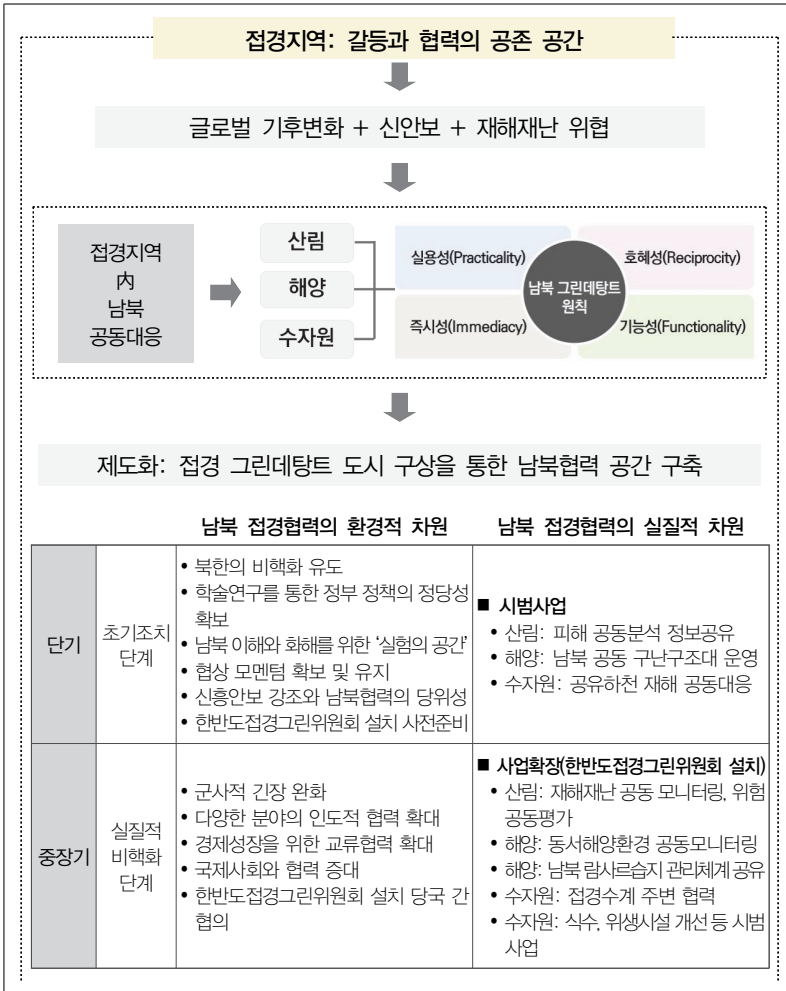 접경지역: 갈등과 협력의 공존 공간
글로벌 기후변화 + 신안보 + 재해재난 위협
접경지역
內
남북
공동대응
산림
해양
수자원
실용성(Practicality)
호혜성(Reciprocity)
남북 그린데탕트
원칙
즉시성(Immediacy)
기능성(Functionality)
제도화: 접경 그린데탕트 도시 구상을 통한 남북협력 공간 구축
남북 접경협력의 환경적 차원
남북 접경협력의 실질적 차원
단기
초기조치
단계
• 북한의 비핵화 유도
• 학술연구를 통한 정부 정책의 정당성
확보
• 남북 이해와 화해를 위한 ‘실험의 공간’
• 협상 모멘텀 확보 및 유지
• 신흥안보 강조와 남북협력의 당위성
• 한반도접경그린위원회 설치 사전준비
■ 시범사업
• 산림: 피해 공동분석 정보공유
• 해양: 남북 공동 구난구조대 운영
• 수자원: 공유하천 재해 공동대응
중장기
실질적
비핵화
단계
• 군사적 긴장 완화
• 다양한 분야의 인도적 협력 확대
• 경제성장을 위한 교류협력 확대
• 국제사회와 협력 증대
• 한반도접경그린위원회 설치 당국 간
협의
■ 사업확장(한반도접경그린위원회 설치)
• 산림: 재해재난 공동 모니터링, 위험
공동평가
• 해양: 동서해양환경 공동모니터링
• 해양: 남북 람사르습지 관리체계 공유
• 수자원: 접경수계 주변 협력
• 수자원: 식수, 위생시설 개선 등 시범
사업